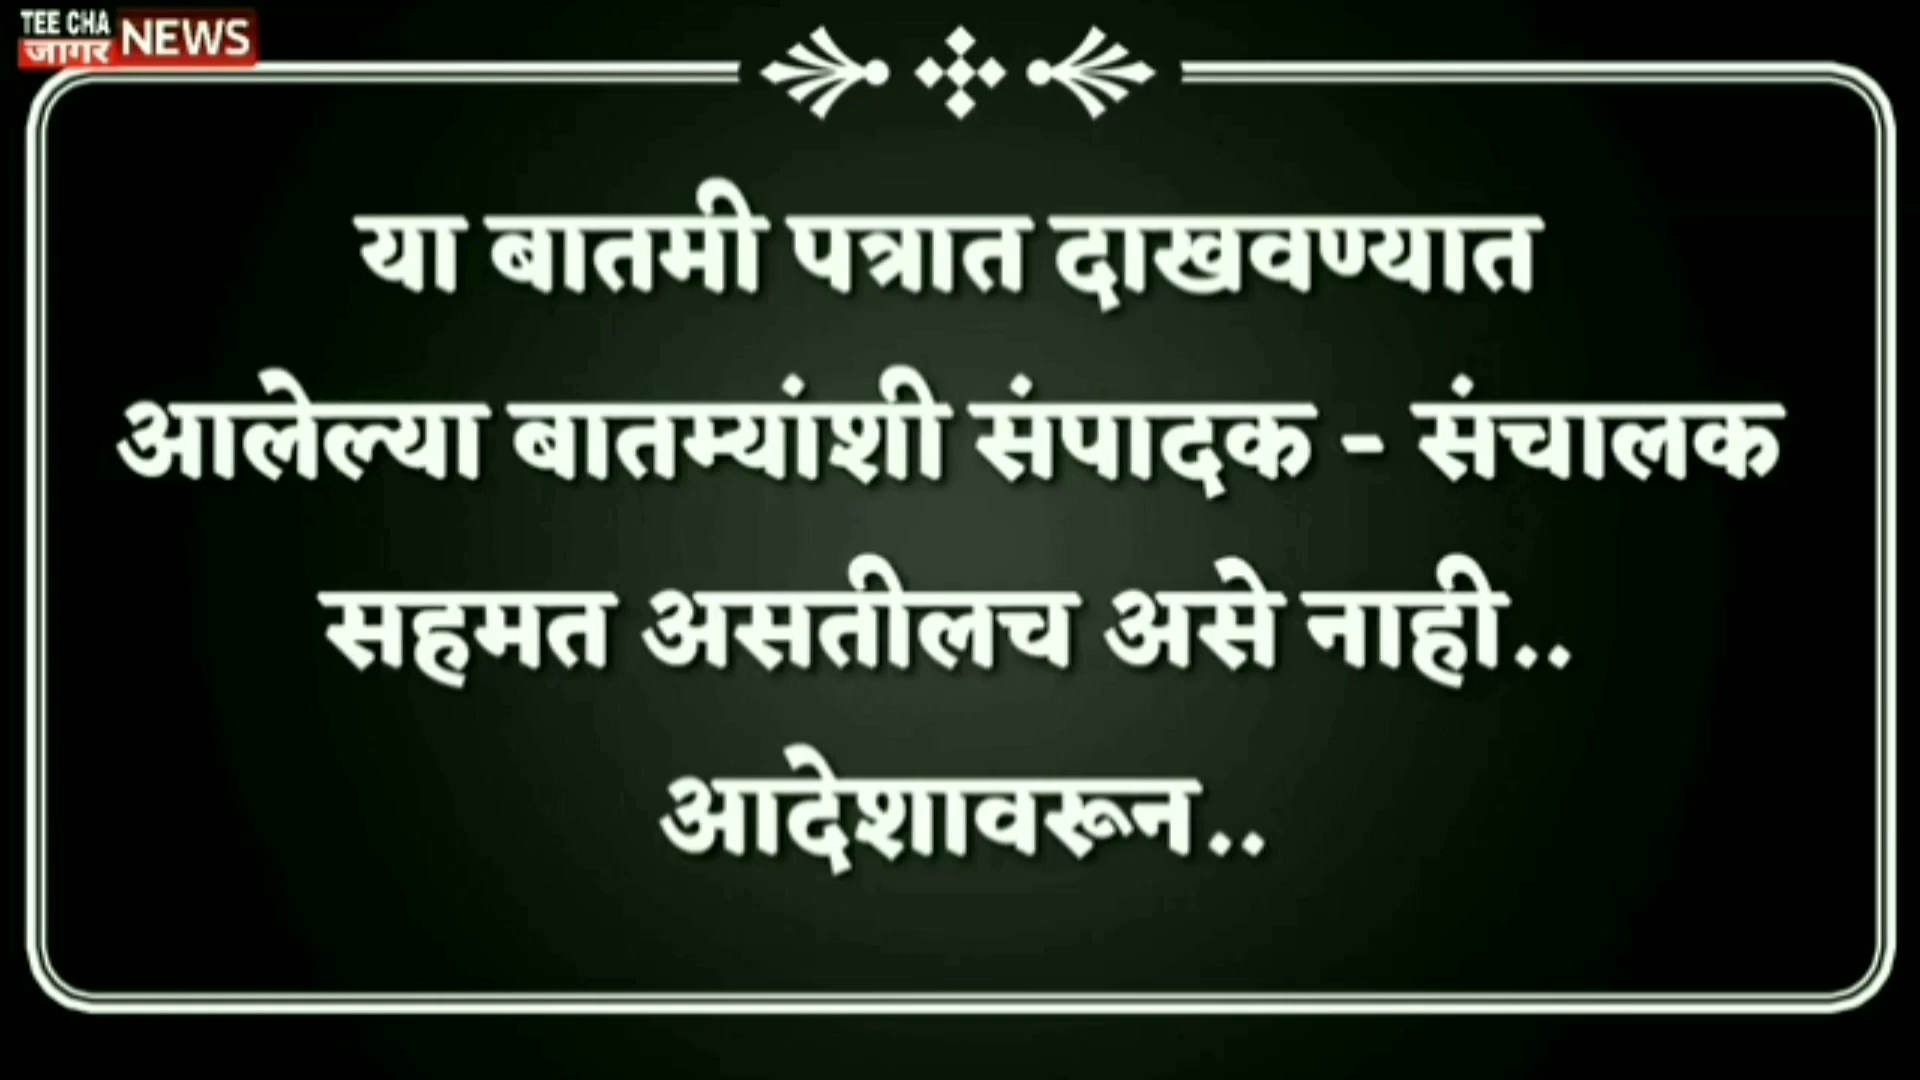 TEE CHA
जागर NEWS
या बातमी पत्रात दाखवण्यात
आलेल्या बातम्यांशी संपादक - संचालक
सहमत असतीलच असे नाही..
आदेशावरून..